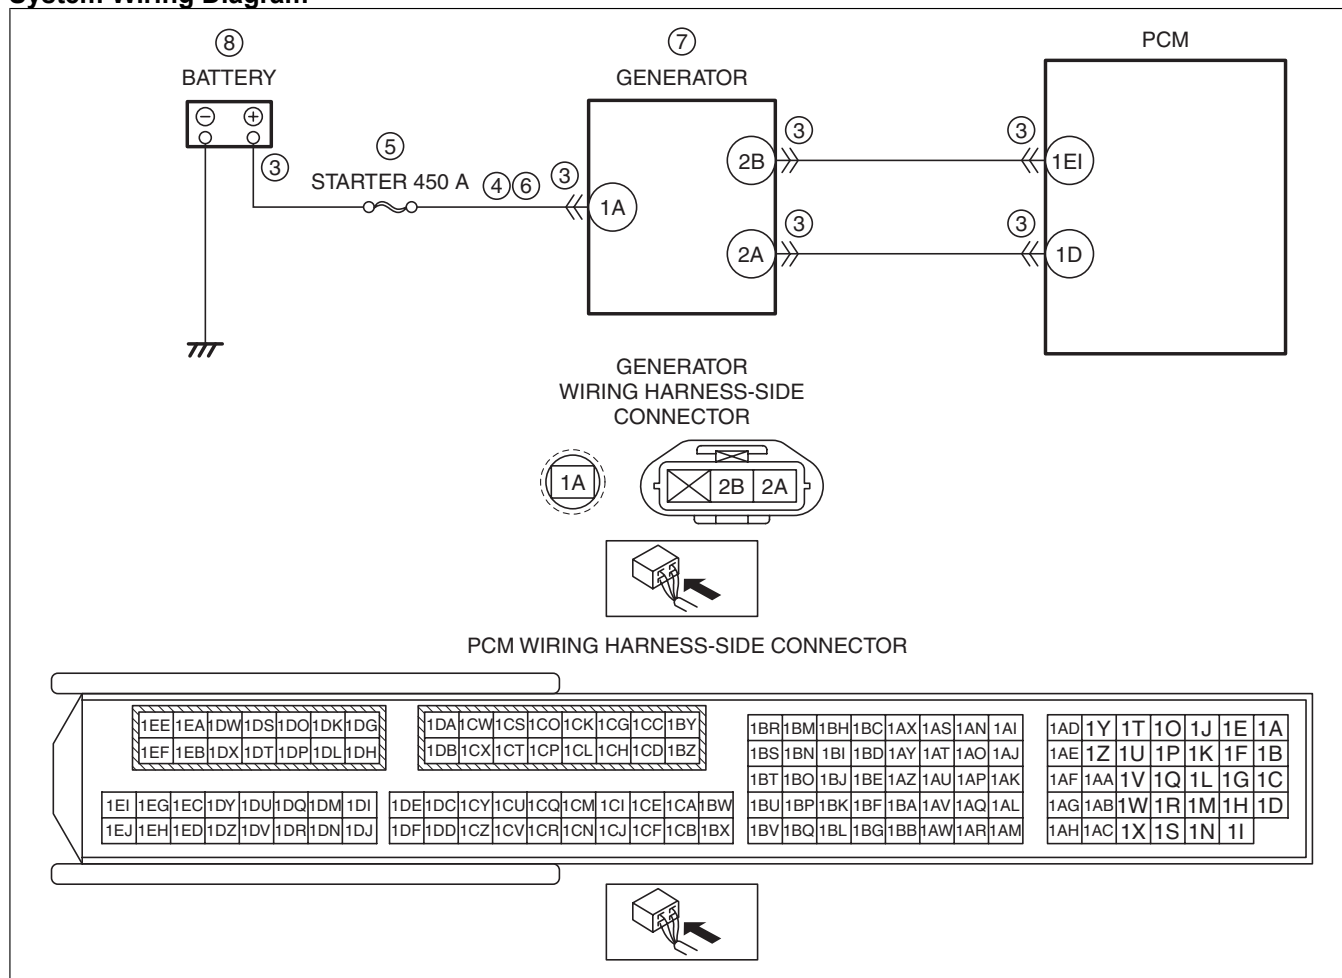 System Wiring Diagram
8
BATTERY
7
GENERATOR
PCM
− +
3
5
STARTER 450 A
4 6 3
1A
2B
3
3
1EI
2A
3
3
1D
GENERATOR
WIRING HARNESS-SIDE
CONNECTOR
1A
2B 2A
PCM WIRING HARNESS-SIDE CONNECTOR
1EE 1EA 1DW 1DS 1DO 1DK 1DG
1EF 1EB 1DX 1DT 1DP 1DL 1DH
1EI 1EG 1EC 1DY 1DU 1DQ 1DM 1DI
1EJ 1EH 1ED 1DZ 1DV 1DR 1DN 1DJ
1DA 1CW 1CS 1CO 1CK 1CG 1CC 1BY
1DB 1CX 1CT 1CP 1CL 1CH 1CD 1BZ
1DE 1DC 1CY 1CU 1CQ 1CM 1CI 1CE 1CA 1BW
1DF 1DD 1CZ 1CV 1CR 1CN 1CJ 1CF 1CB 1BX
1BR 1BM 1BH 1BC 1AX 1AS 1AN 1AI
1BS 1BN 1BI 1BD 1AY 1AT 1AO 1AJ
1BT 1BO 1BJ 1BE 1AZ 1AU 1AP 1AK
1BU 1BP 1BK 1BF 1BA 1AV 1AQ 1AL
1BV 1BQ 1BL 1BG 1BB 1AW 1AR 1AM
1AD 1Y 1T 1O 1J 1E 1A
1AE 1Z 1U 1P 1K 1F 1B
1AF 1AA 1V 1Q 1L 1G 1C
1AG 1AB 1W 1R 1M 1H 1D
1AH 1AC 1X 1S 1N 1I